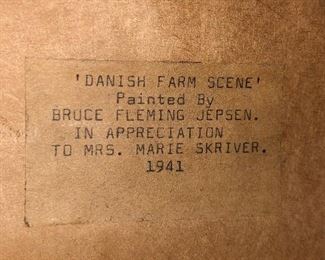 'DANISH FARM SCENE'
Painted By
BRUCE FLEMING JEPSEN.
IN APPRECIATION
TO MRS. MARIE SKRIVER.
1941